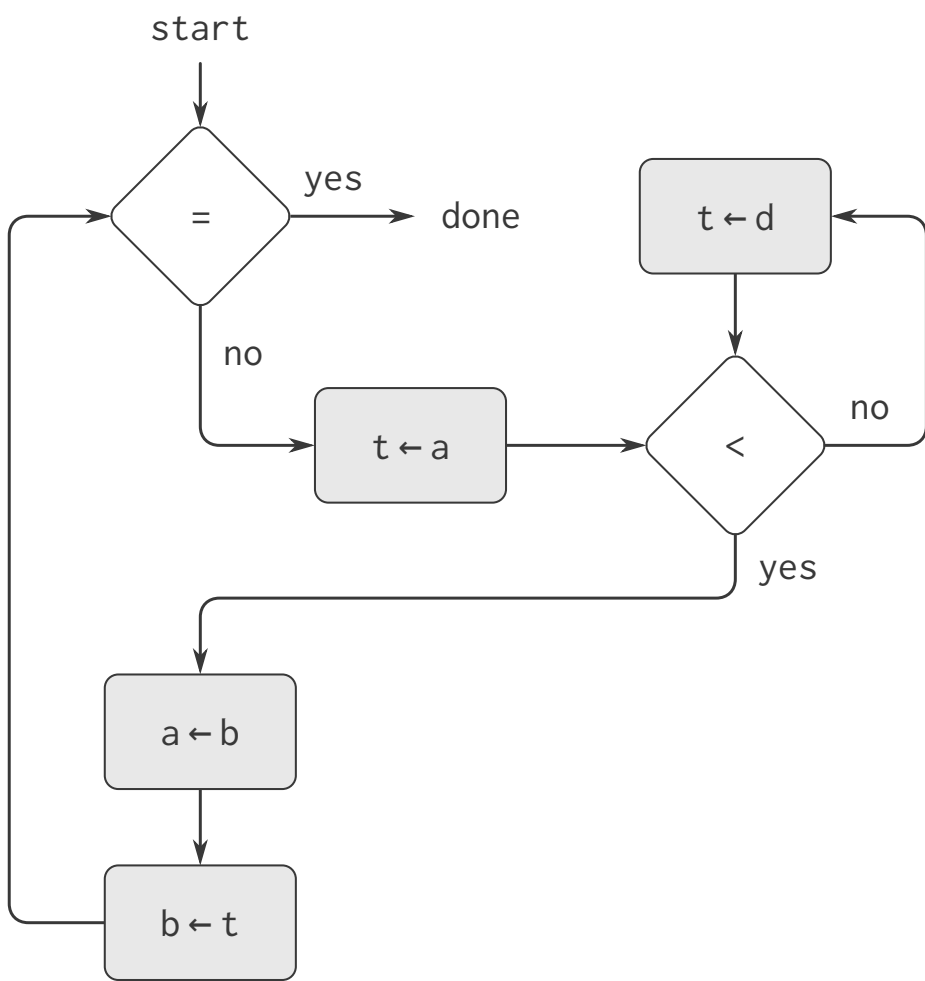 start
=
yes
done
no
t ← a
t ← d
<
no
yes
a ← b
b ← t